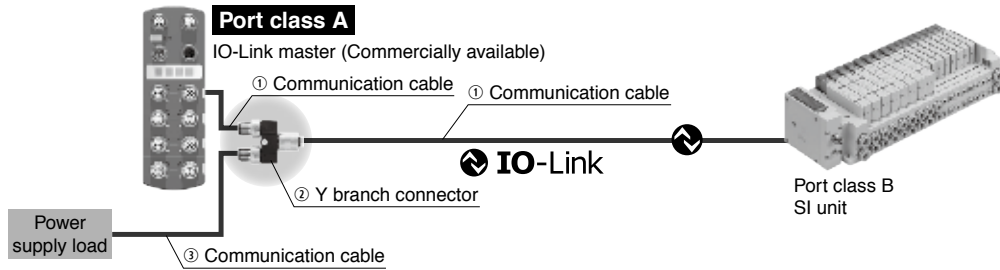 Port class A
IO-Link master (Commercially available)
① Communication cable
① Communication cable
IO-Link
② Y branch connector
Port class B
SI unit
Power
supply load
③ Communication cable